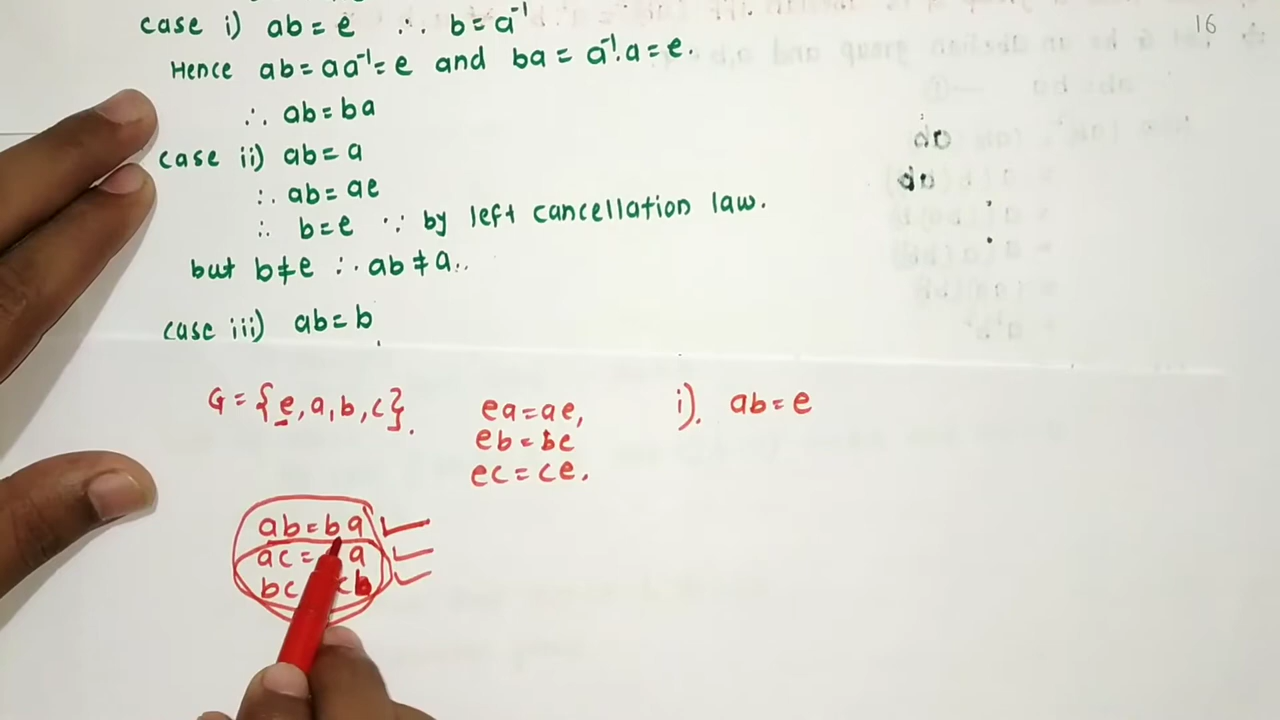 case i) ab = e ∴ b = a⁻¹
16
Hence ab = aa⁻¹ = e and ba = a⁻¹.a = e.
∴ ab = ba
case ii) ab = a
∴ ab = ae
∴ b = e ∵ by left cancellation law.
but b ≠ e ∴ ab ≠ a.
case iii) ab = b
G = {e, a, b, c}.
ea = ae,
eb = be
ec = ce.
i). ab = e
ab = ba
ac = a
bc cb